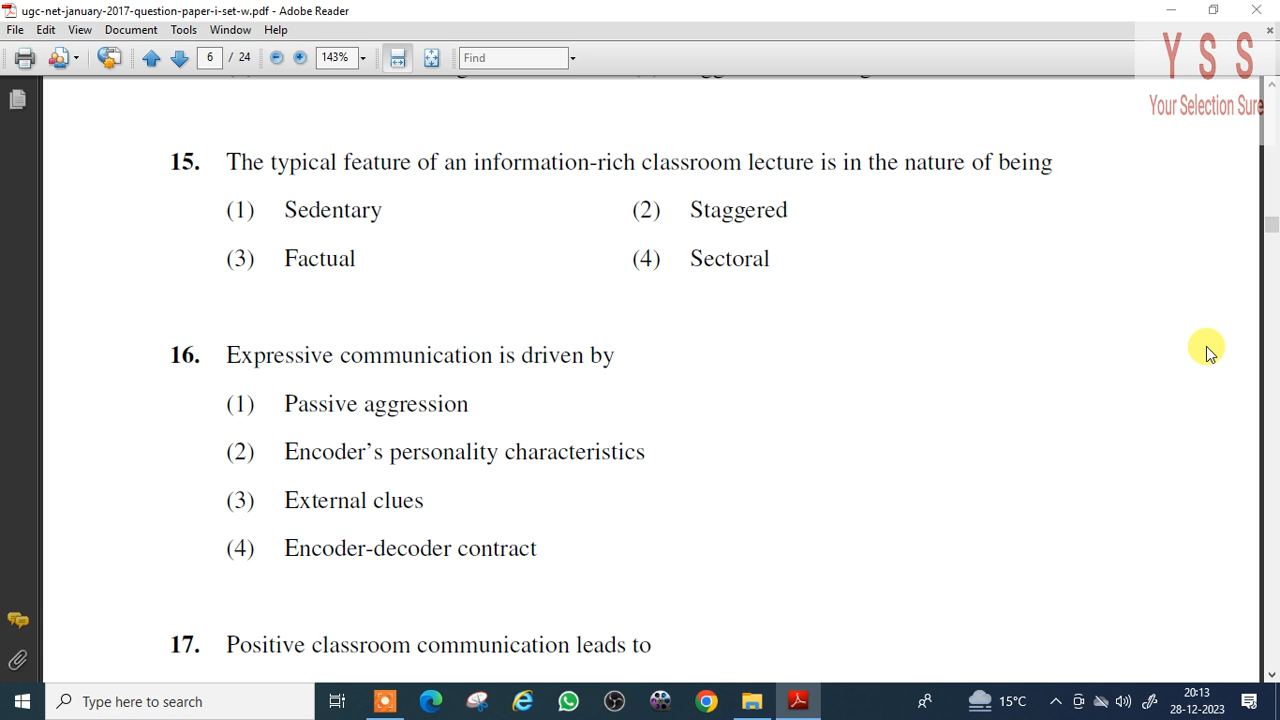 ugc-net-january-2017-question-paper-i-set-w.pdf - Adobe Reader
File Edit View Document Tools Window Help
6 / 24 143% Find
Y S S
Your Selection Sure
15. The typical feature of an information-rich classroom lecture is in the nature of being
(1) Sedentary (2) Staggered
(3) Factual (4) Sectoral
16. Expressive communication is driven by
(1) Passive aggression
(2) Encoder's personality characteristics
(3) External clues
(4) Encoder-decoder contract
17. Positive classroom communication leads to
Type here to search 15°C 20:13
28-12-2023